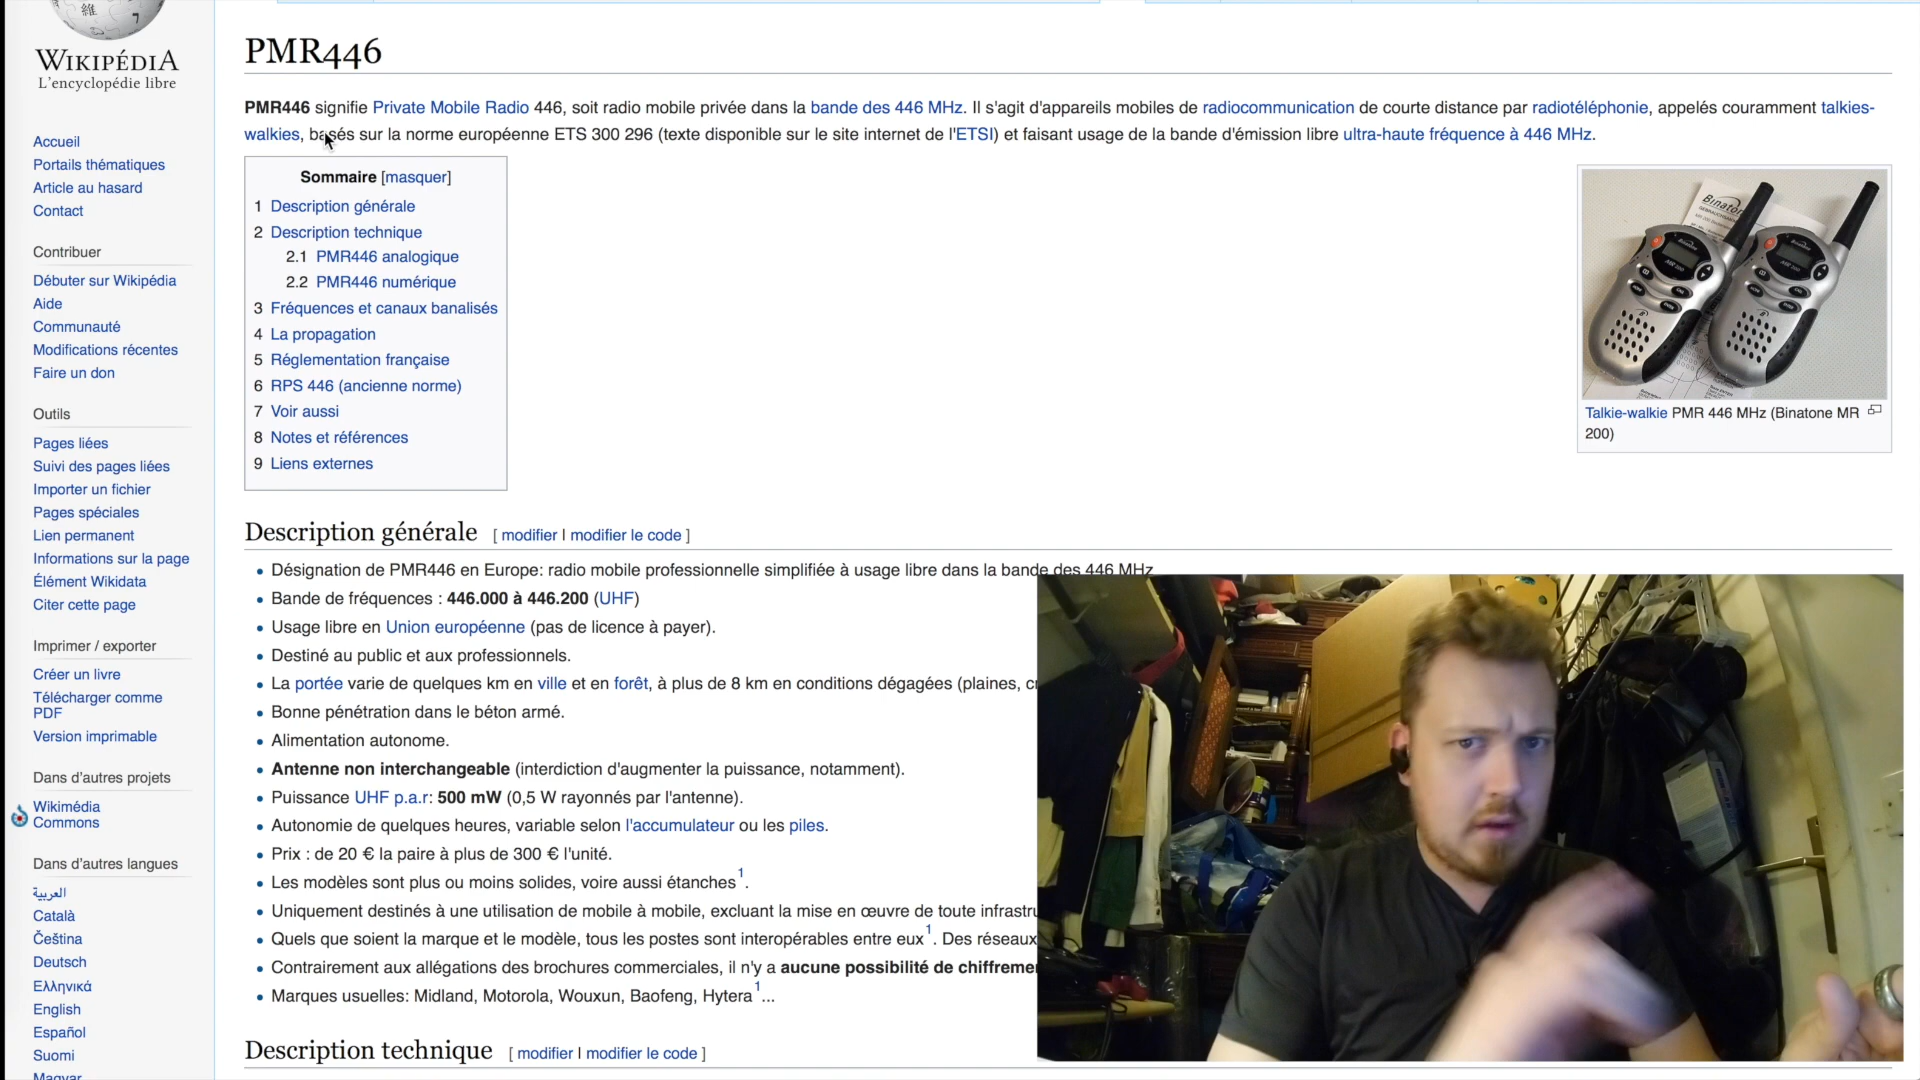 維
7
WIKIPÉDIA
L'encyclopédie libre
Accueil
Portails thématiques
Article au hasard
Contact
Contribuer
Débuter sur Wikipédia
Aide
Communauté
Modifications récentes
Faire un don
Outils
Pages liées
Suivi des pages liées
Importer un fichier
Pages spéciales
Lien permanent
Informations sur la page
Élément Wikidata
Citer cette page
Imprimer / exporter
Créer un livre
Télécharger comme
PDF
Version imprimable
Dans d'autres projets
Wikimédia
Commons
Dans d'autres langues
العربية
Català
Čeština
Deutsch
Ελληνικά
English
Español
Suomi
Magyar
PMR446
PMR446 signifie Private Mobile Radio 446, soit radio mobile privée dans la bande des 446 MHz. Il s'agit d'appareils mobiles de radiocommunication de courte distance par radiotéléphonie, appelés couramment talkies-
walkies, basés sur la norme européenne ETS 300 296 (texte disponible sur le site internet de l'ETSI) et faisant usage de la bande d'émission libre ultra-haute fréquence à 446 MHz.
Sommaire [masquer]
1 Description générale
2 Description technique
2.1 PMR446 analogique
2.2 PMR446 numérique
3 Fréquences et canaux banalisés
4 La propagation
5 Réglementation française
6 RPS 446 (ancienne norme)
7 Voir aussi
8 Notes et références
9 Liens externes
Binatone
Talkie-walkie PMR 446 MHz (Binatone MR
200)
Description générale [ modifier | modifier le code ]
Désignation de PMR446 en Europe: radio mobile professionnelle simplifiée à usage libre dans la bande des 446 MHz
Bande de fréquences : 446.000 à 446.200 (UHF)
Usage libre en Union européenne (pas de licence à payer).
Destiné au public et aux professionnels.
La portée varie de quelques km en ville et en forêt, à plus de 8 km en conditions dégagées (plaines, cr
Bonne pénétration dans le béton armé.
Alimentation autonome.
Antenne non interchangeable (interdiction d'augmenter la puissance, notamment).
Puissance UHF p.a.r: 500 mW (0,5 W rayonnés par l'antenne).
Autonomie de quelques heures, variable selon l'accumulateur ou les piles.
Prix : de 20 € la paire à plus de 300 € l'unité.
Les modèles sont plus ou moins solides, voire aussi étanches1.
Uniquement destinés à une utilisation de mobile à mobile, excluant la mise en œuvre de toute infrastru
Quels que soient la marque et le modèle, tous les postes sont interopérables entre eux1. Des réseaux
Contrairement aux allégations des brochures commerciales, il n'y a aucune possibilité de chiffreme
Marques usuelles: Midland, Motorola, Wouxun, Baofeng, Hytera1...
Description technique [ modifier | modifier le code ]